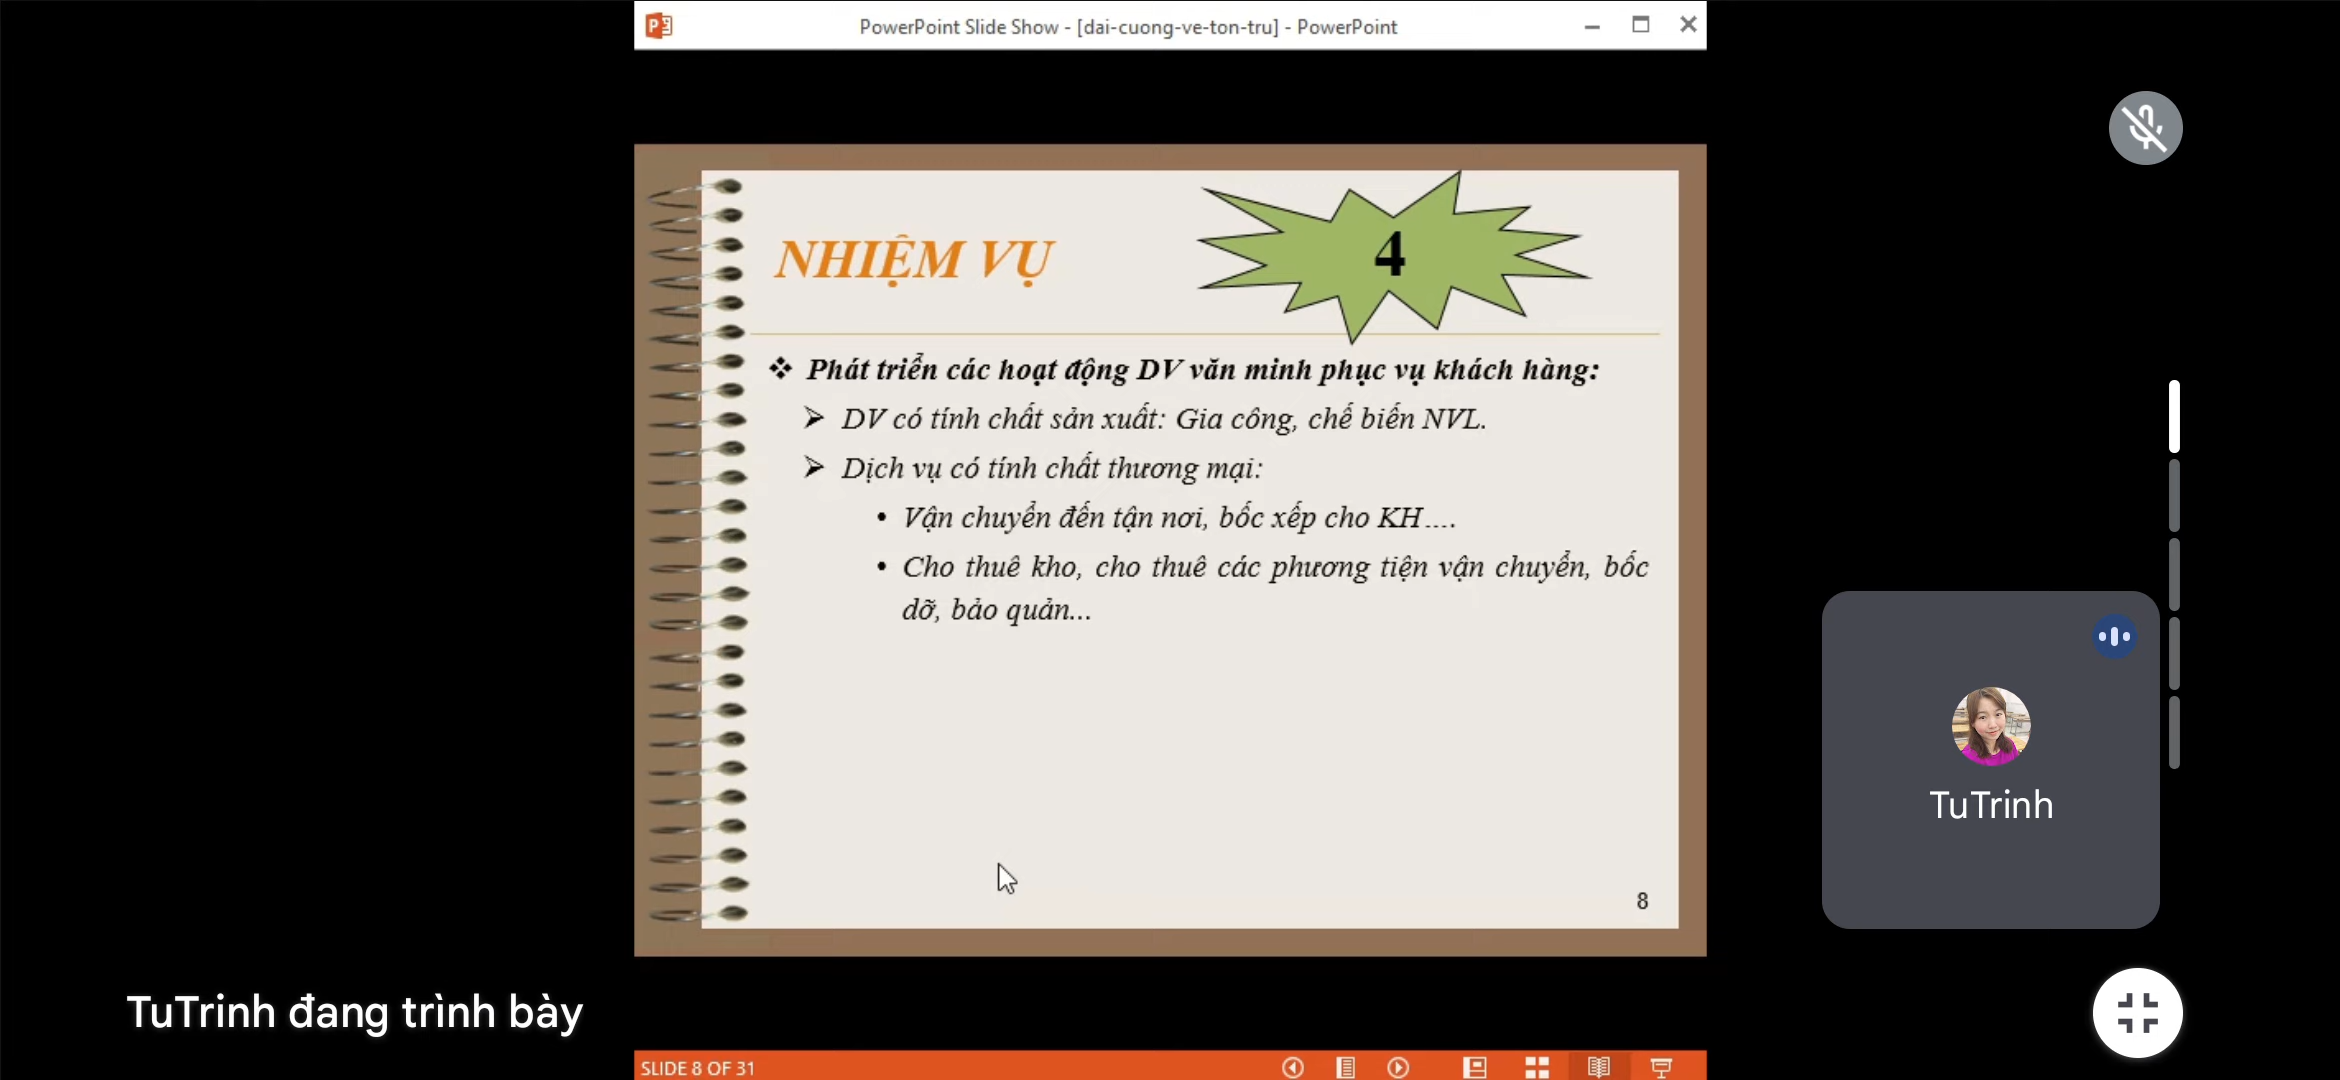 PowerPoint Slide Show - [dai-cuong-ve-ton-tru] - PowerPoint
NHIỆM VỤ
4
Phát triển các hoạt động DV văn minh phục vụ khách hàng:
DV có tính chất sản xuất: Gia công, chế biến NVL.
Dịch vụ có tính chất thương mại:
• Vận chuyển đến tận nơi, bốc xếp cho KH....
• Cho thuê kho, cho thuê các phương tiện vận chuyển, bốc
dỡ, bảo quản...
8
TuTrinh
TuTrinh đang trình bày
SLIDE 8 OF 31